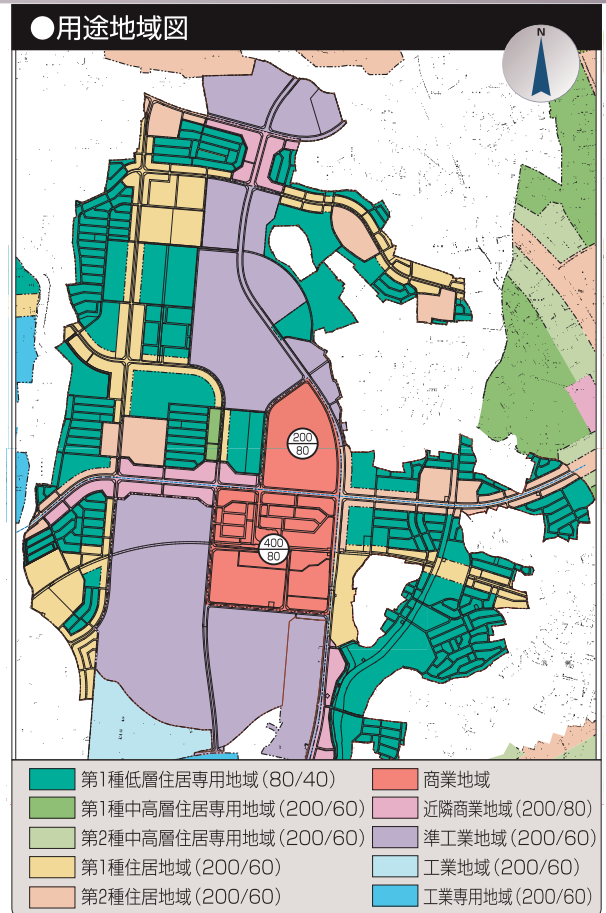 ●用途地域図
N
200
80
400
80
第1種低層住居専用地域(80/40)
第1種中高層住居専用地域(200/60)
第2種中高層住居専用地域(200/60)
第1種住居地域(200/60)
第2種住居地域(200/60)
商業地域
近隣商業地域(200/80)
準工業地域(200/60)
工業地域(200/60)
工業専用地域(200/60)